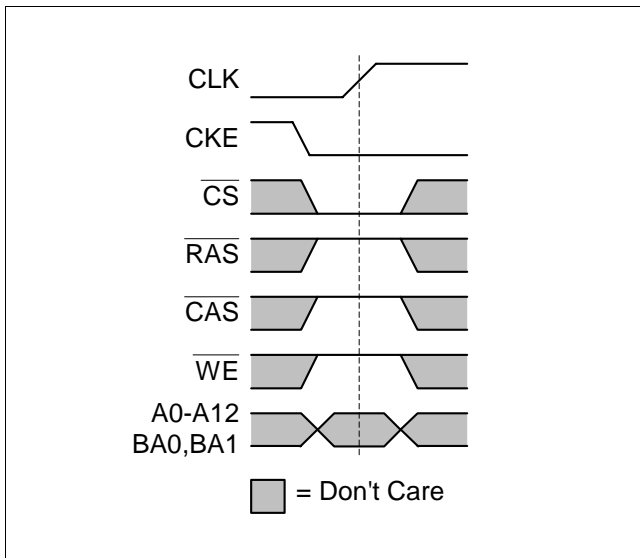 CLK
CKE
CS
RAS
CAS
WE
A0-A12
BA0,BA1
= Don't Care